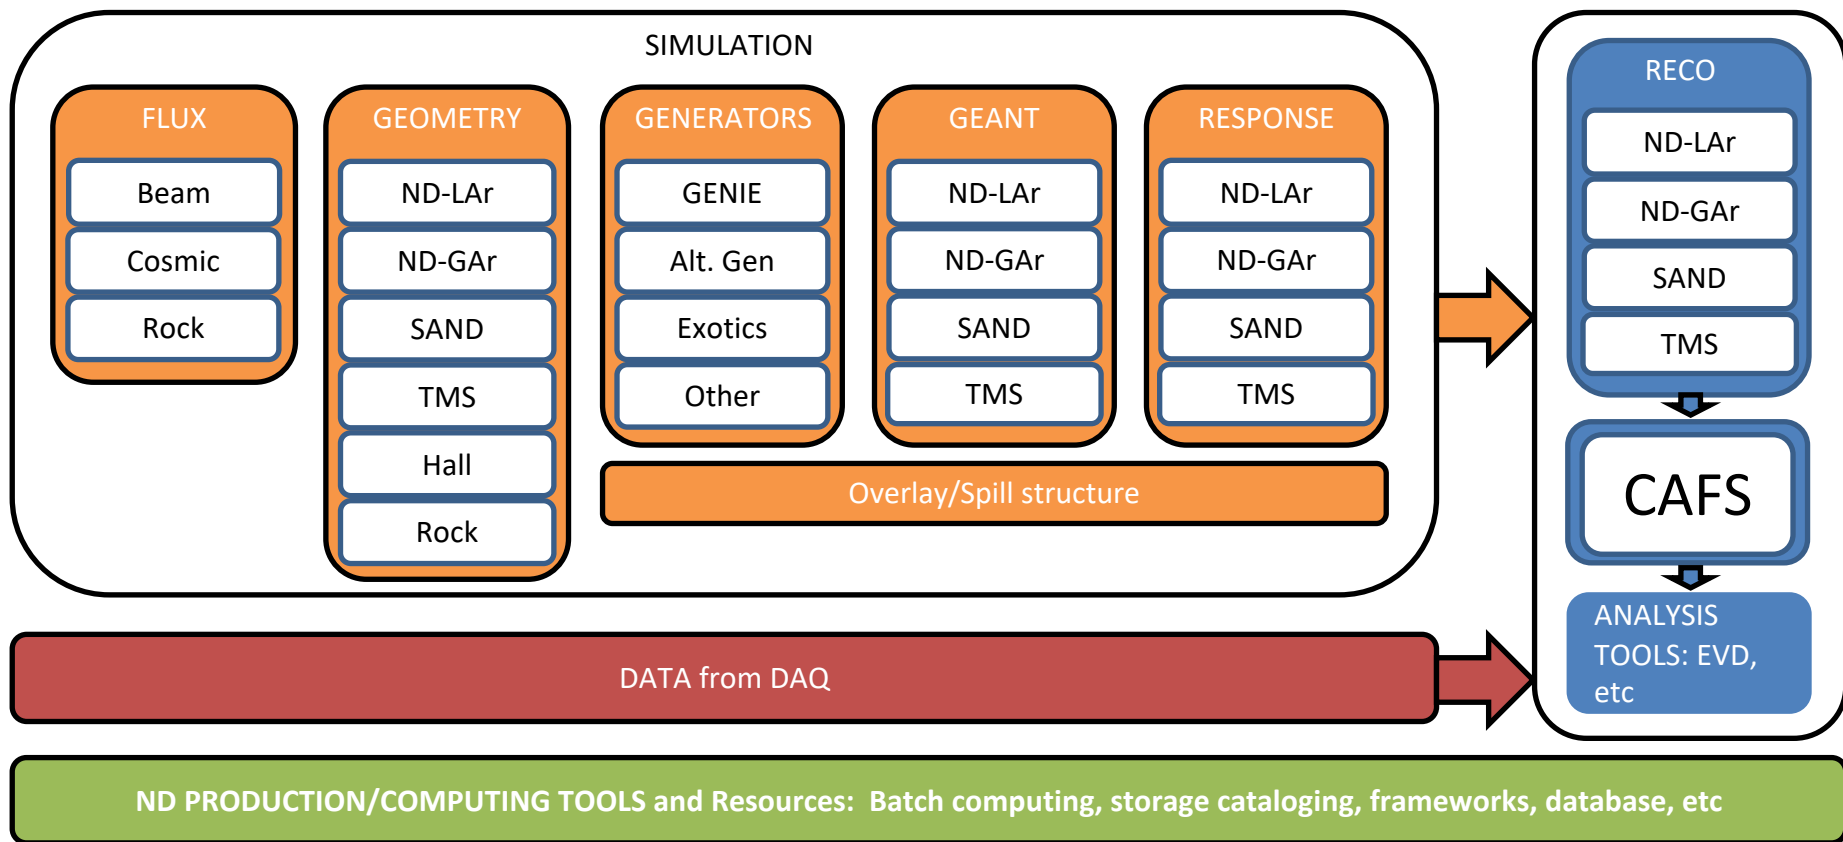 SIMULATION
FLUX
Beam
Cosmic
Rock
GEOMETRY
ND-LAr
ND-GAr
SAND
TMS
Hall
Rock
GENERATORS
GENIE
Alt. Gen
Exotics
Other
GEANT
ND-LAr
ND-GAr
SAND
TMS
RESPONSE
ND-LAr
ND-GAr
SAND
TMS
Overlay/Spill structure
RECO
ND-LAr
ND-GAr
SAND
TMS
CAFS
ANALYSIS
TOOLS: EVD,
etc
DATA from DAQ
ND PRODUCTION/COMPUTING TOOLS and Resources:  Batch computing, storage cataloging, frameworks, database, etc